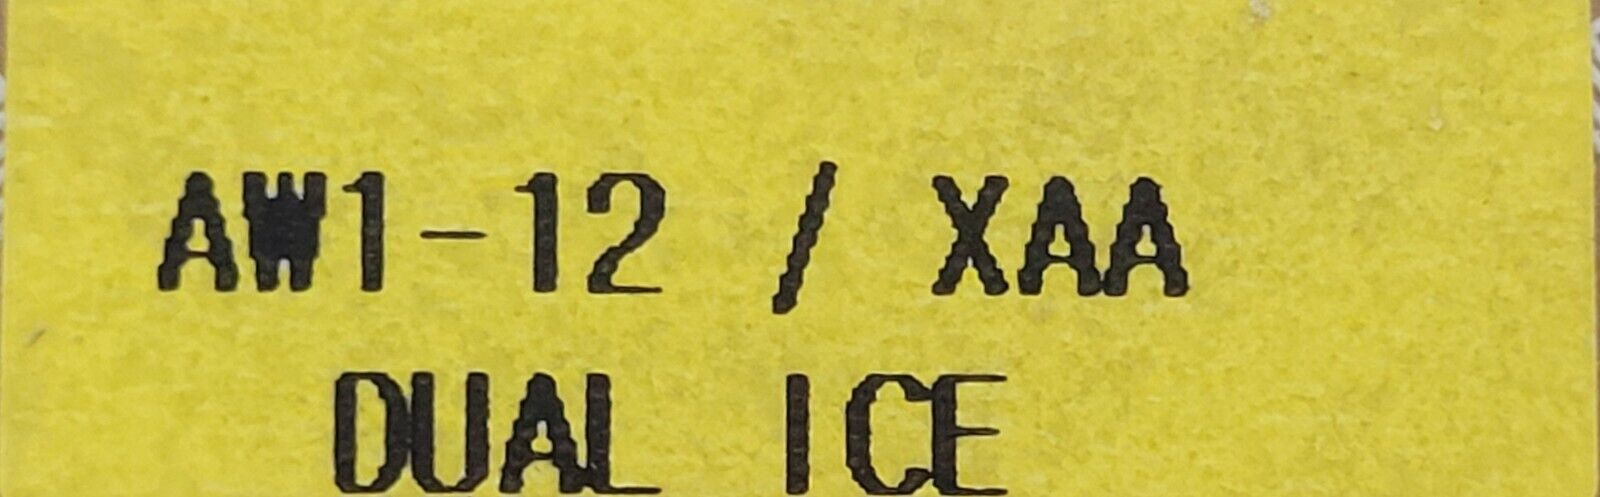 AW1-12 / XAA
DUAL ICE